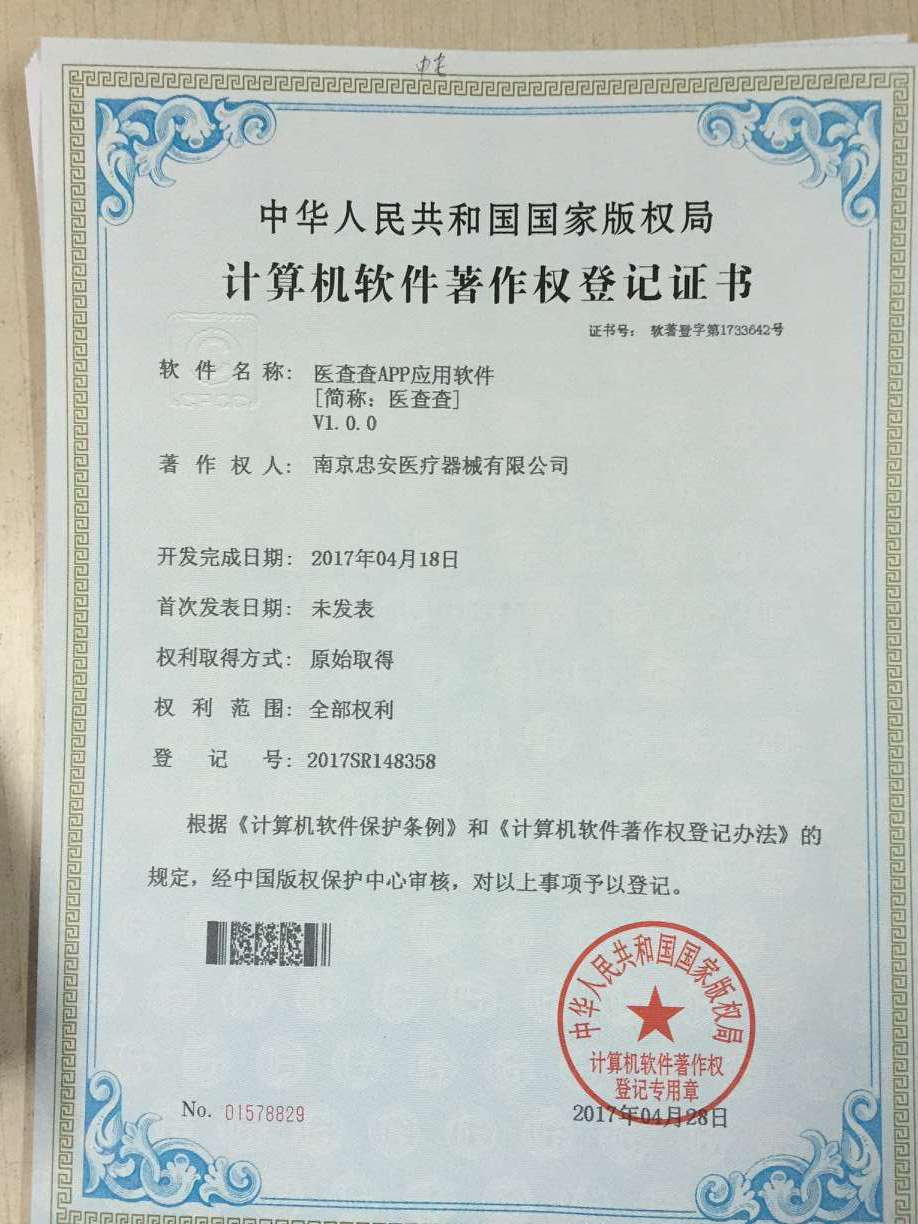 中华人民共和国国家版权局
计算机软件著作权登记证书
证书号： 软著登字第1733642号
软件名称： 医查查APP应用软件
[简称：医查查]
V1.0.0
著作权人： 南京忠安医疗器械有限公司
开发完成日期： 2017年04月18日
首次发表日期： 未发表
权利取得方式： 原始取得
权利范围： 全部权利
登记号： 2017SR148358
根据《计算机软件保护条例》和《计算机软件著作权登记办法》的
规定，经中国版权保护中心审核，对以上事项予以登记。
中华人民共和国国家版权局
计算机软件著作权
登记专用章
No. 01578829
2017年04月28日